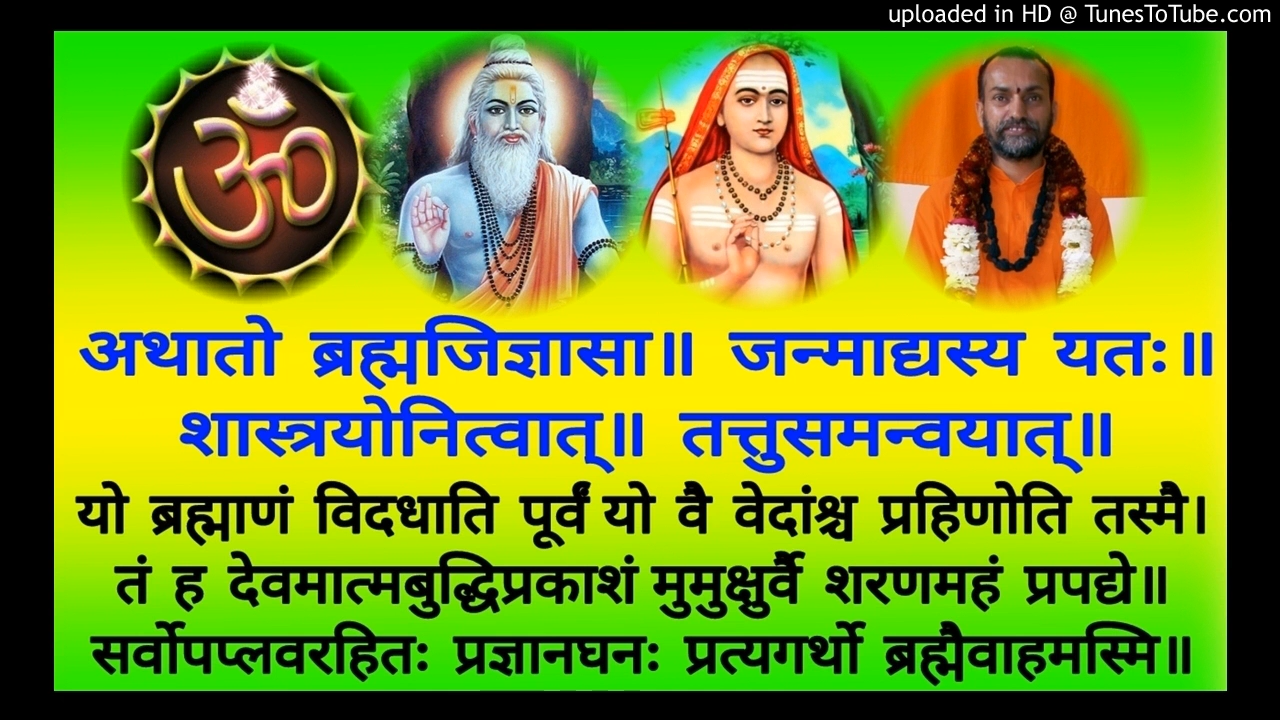 uploaded in HD @ TunesToTube.com
ॐ
अथातो ब्रह्मजिज्ञासा॥ जन्माद्यस्य यतः॥
शास्त्रयोनित्वात्॥ तत्तुसमन्वयात्॥
यो ब्रह्माणं विदधाति पूर्वं यो वै वेदांश्च प्रहिणोति तस्मै।
तं ह देवमात्मबुद्धिप्रकाशं मुमुक्षुर्वै शरणमहं प्रपद्ये॥
सर्वोपप्लवरहितः प्रज्ञानघनः प्रत्यगर्थो ब्रह्मैवाहमस्मि॥